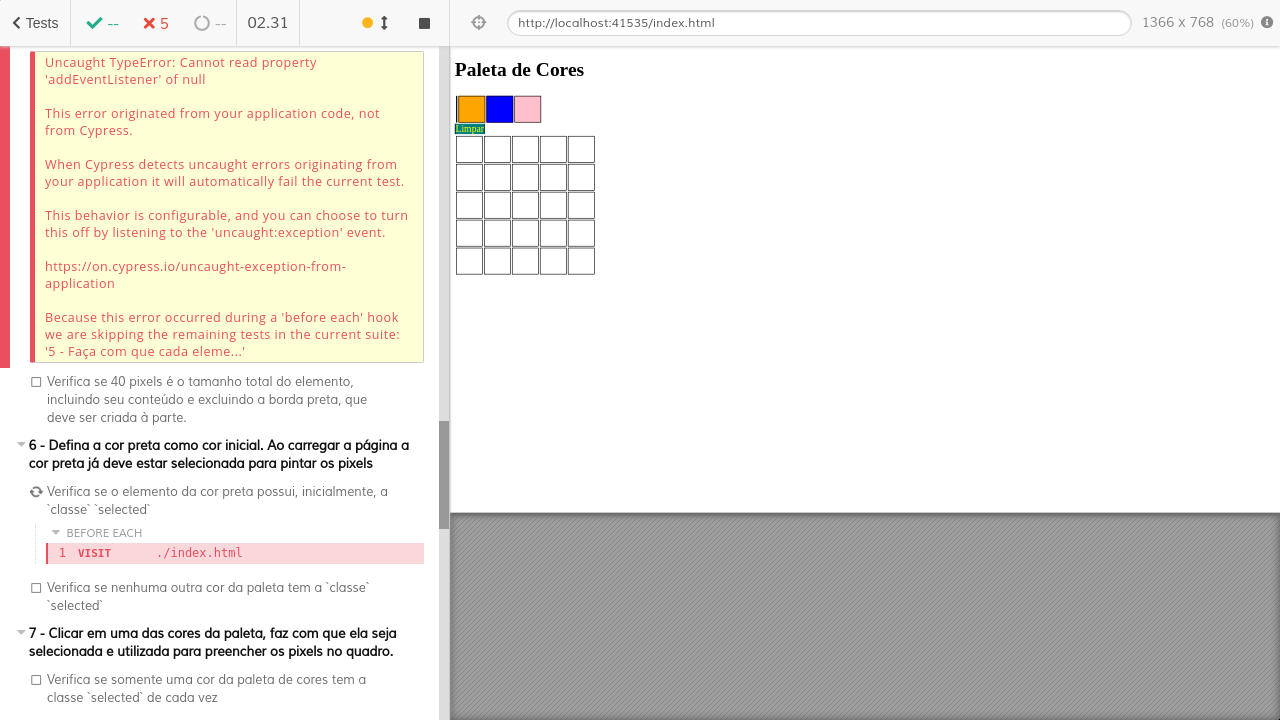 Tests
--
5
--
02.31
http://localhost:41535/index.html
1366 x 768 (60%)
Uncaught TypeError: Cannot read property
'addEventListener' of null
This error originated from your application code, not
from Cypress.
When Cypress detects uncaught errors originating from
your application it will automatically fail the current test.
This behavior is configurable, and you can choose to turn
this off by listening to the 'uncaught:exception' event.
https://on.cypress.io/uncaught-exception-from-
application
Because this error occurred during a 'before each' hook
we are skipping the remaining tests in the current suite:
'5 - Faça com que cada eleme...'
Verifica se 40 pixels é o tamanho total do elemento,
incluindo seu conteúdo e excluindo a borda preta, que
deve ser criada à parte.
6 - Defina a cor preta como cor inicial. Ao carregar a página a
cor preta já deve estar selecionada para pintar os pixels
Verifica se o elemento da cor preta possui, inicialmente, a
`classe` `selected`
BEFORE EACH
1 VISIT ./index.html
Verifica se nenhuma outra cor da paleta tem a `classe`
`selected`
7 - Clicar em uma das cores da paleta, faz com que ela seja
selecionada e utilizada para preencher os pixels no quadro.
Verifica se somente uma cor da paleta de cores tem a
classe `selected` de cada vez
Paleta de Cores
Limpar